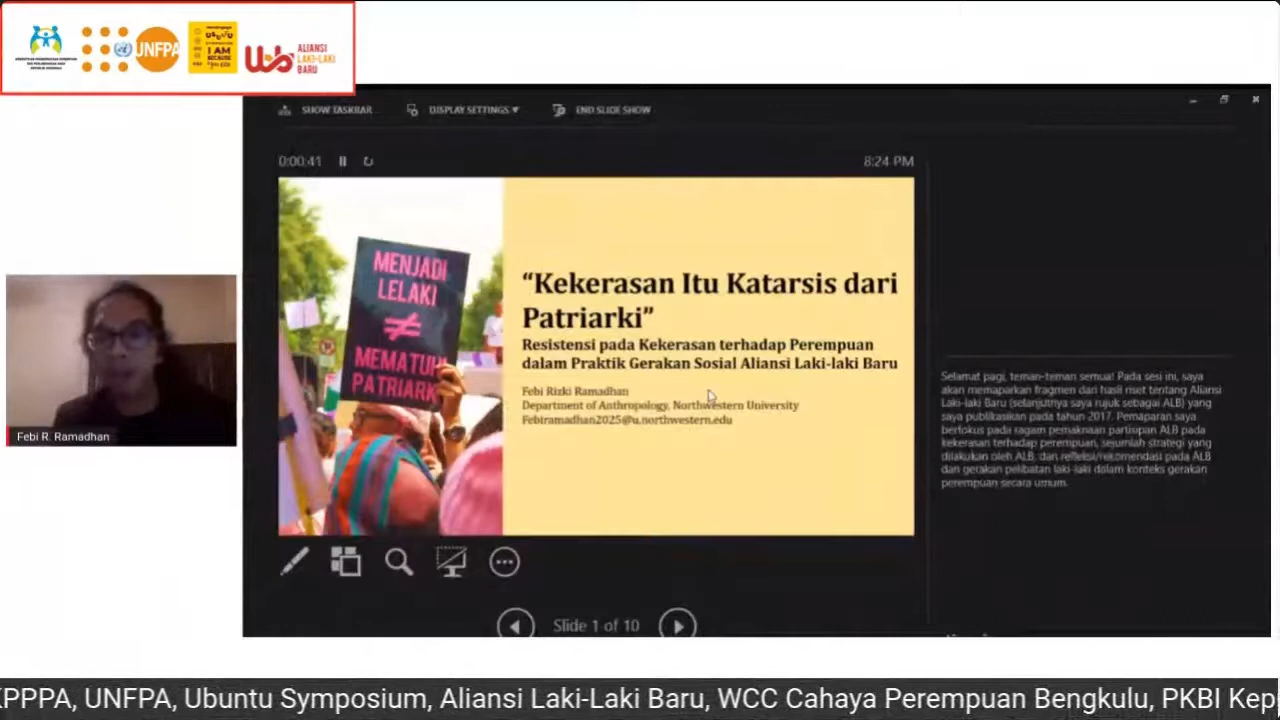 UNFPA
I AM
BECAUSE
ALIANSI
LAKI-LAKI
BARU
SHOW TASKBAR
DISPLAY SETTINGS
END SLIDE SHOW
0:00:41
8:24 PM
MENJADI
LELAKI
≠
MEMATUHI
PATRIARKI
“Kekerasan Itu Katarsis dari
Patriarki”
Resistensi pada Kekerasan terhadap Perempuan
dalam Praktik Gerakan Sosial Aliansi Laki-laki Baru
Febi Rizki Ramadhan
Department of Anthropology, Northwestern University
Febiramadhan2025@u.northwestern.edu
Selamat pagi, teman-teman semua! Pada sesi ini, saya
akan memaparkan fragmen dari hasil riset tentang Aliansi
Laki-laki Baru (selanjutnya saya rujuk sebagai ALB) yang
saya publikasikan pada tahun 2017. Pemaparan saya
berfokus pada ragam pemaknaan partisipan ALB pada
kekerasan terhadap perempuan, sejumlah strategi yang
dilakukan oleh ALB, dan refleksi/rekomendasi pada ALB
dan gerakan pelibatan laki-laki dalam konteks gerakan
perempuan secara umum.
Febi R. Ramadhan
Slide 1 of 10
KPPPA, UNFPA, Ubuntu Symposium, Aliansi Laki-Laki Baru, WCC Cahaya Perempuan Bengkulu, PKBI Kep